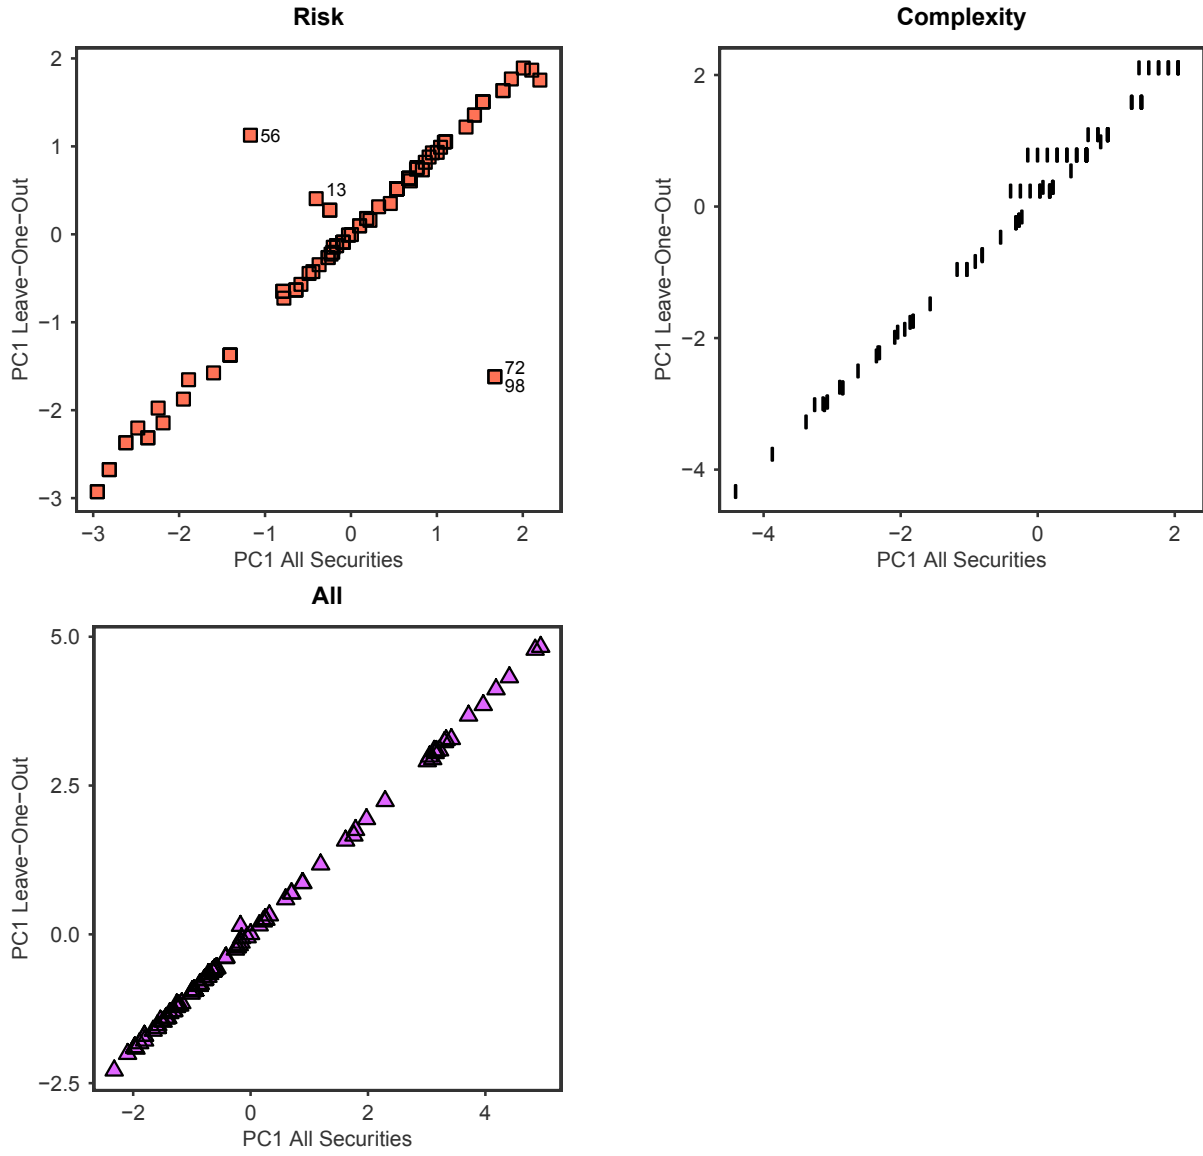 Risk
2
1
0
−1
−2
−3
56
13
72
98
−3 −2 −1 0 1 2
PC1 All Securities
PC1 Leave−One−Out
Complexity
2
0
−2
−4
−4 −2 0 2
PC1 All Securities
PC1 Leave−One−Out
All
5.0
2.5
0.0
−2.5
−2 0 2 4
PC1 All Securities
PC1 Leave−One−Out